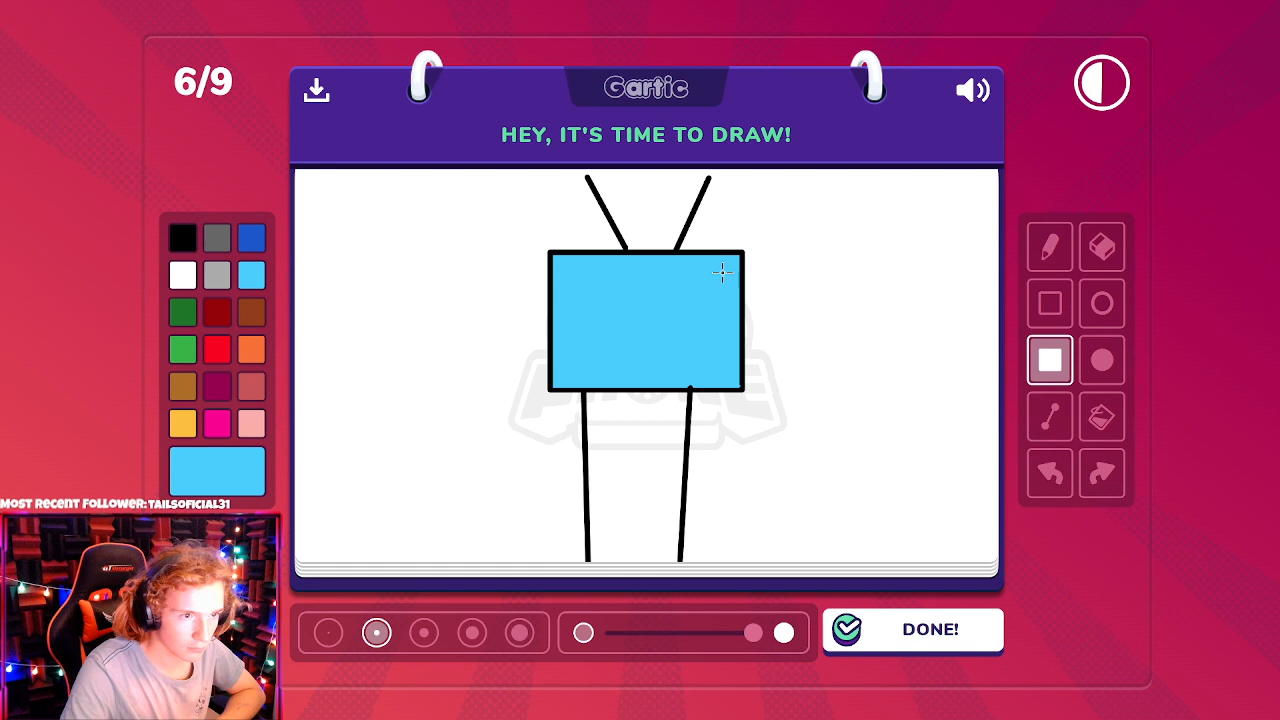 6/9
Gartic
HEY, IT'S TIME TO DRAW!
MOST RECENT FOLLOWER: TAILSOFICIAL31
DONE!